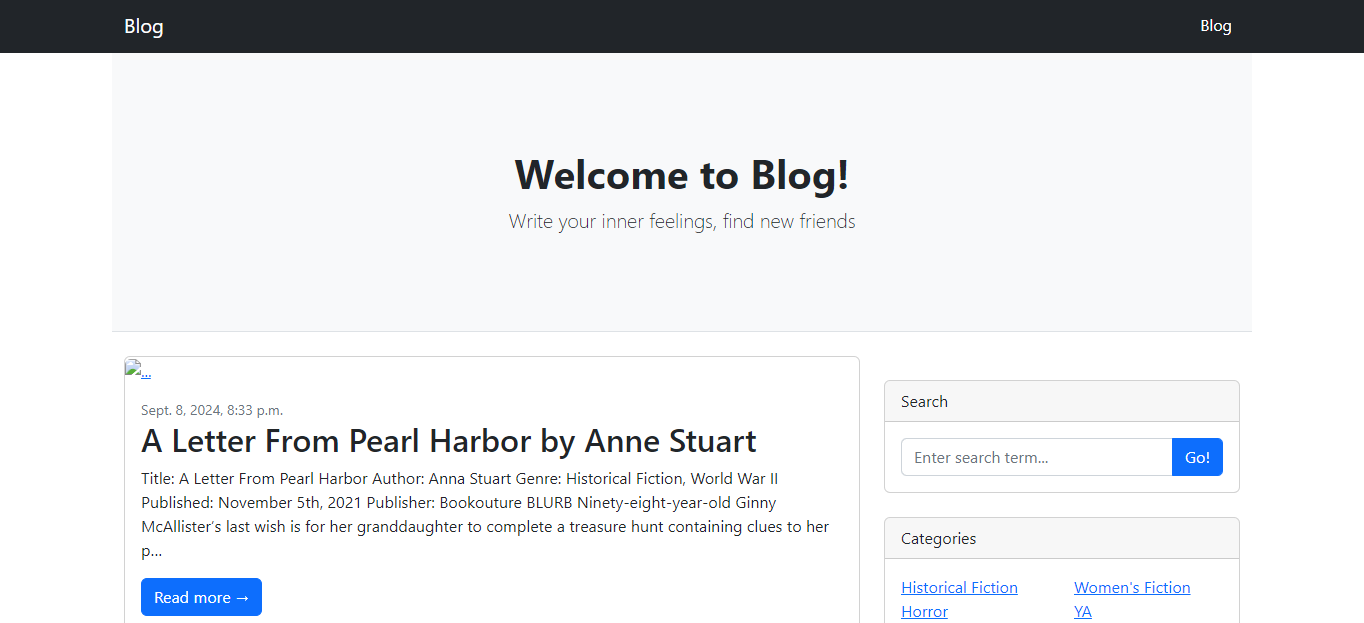 Blog
Blog
Welcome to Blog!
Write your inner feelings, find new friends
...
Sept. 8, 2024, 8:33 p.m.
A Letter From Pearl Harbor by Anne Stuart
Title: A Letter From Pearl Harbor Author: Anna Stuart Genre: Historical Fiction, World War II
Published: November 5th, 2021 Publisher: Bookouture BLURB Ninety-eight-year-old Ginny
McAllister’s last wish is for her granddaughter to complete a treasure hunt containing clues to her
p…
Read more →
Search
Enter search term...
Go!
Categories
Historical Fiction
Women's Fiction
Horror
YA